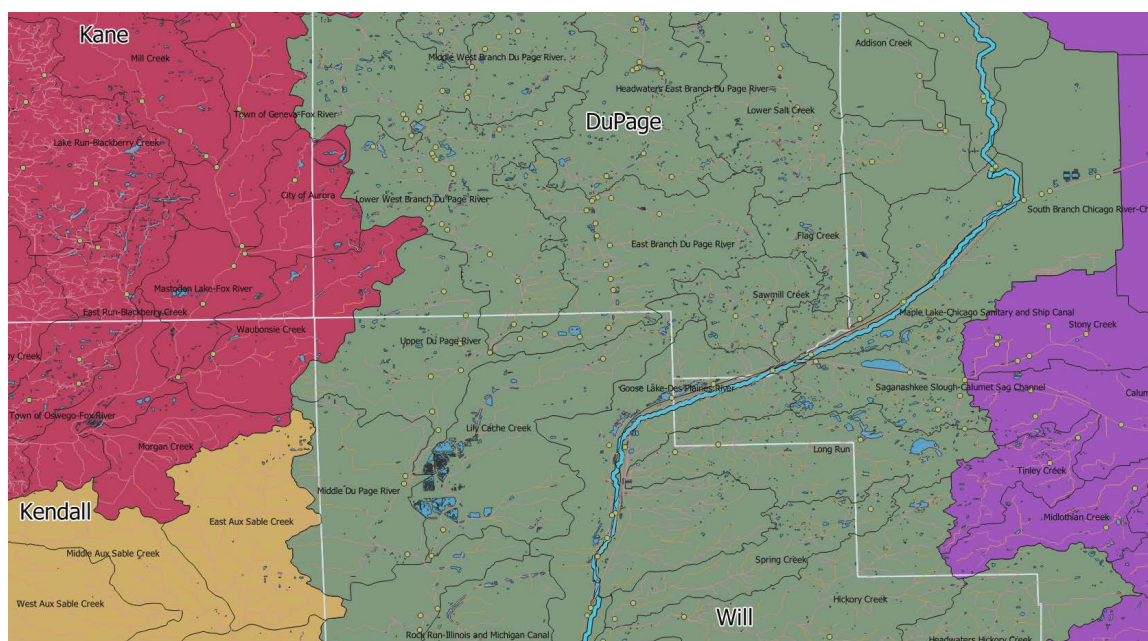 Kane
Mill Creek
Addison Creek
Middle West Branch Du Page River
Headwaters East Branch Du Page River
Town of Geneva-Fox River
DuPage
Lower Salt Creek
Lake Run-Blackberry Creek
City of Aurora
Lower West Branch Du Page River
South Branch Chicago River-Ch
East Branch Du Page River
Flag Creek
Mastodon Lake-Fox River
Sawmill Creek
East Run-Blackberry Creek
Maple Lake-Chicago Sanitary and Ship Canal
Waubonsie Creek
Stony Creek
Upper Du Page River
ny Creek
Goose Lake-Des Plaines River
Saganashkee Slough-Calumet Sag Channel
Calum
Town of Oswego-Fox River
Lily Cache Creek
Morgan Creek
Long Run
Tinley Creek
Middle Du Page River
Kendall
East Aux Sable Creek
Midlothian Creek
Middle Aux Sable Creek
Spring Creek
West Aux Sable Creek
Hickory Creek
Will
Rock Run-Illinois and Michigan Canal
Headwaters Hickory Creek